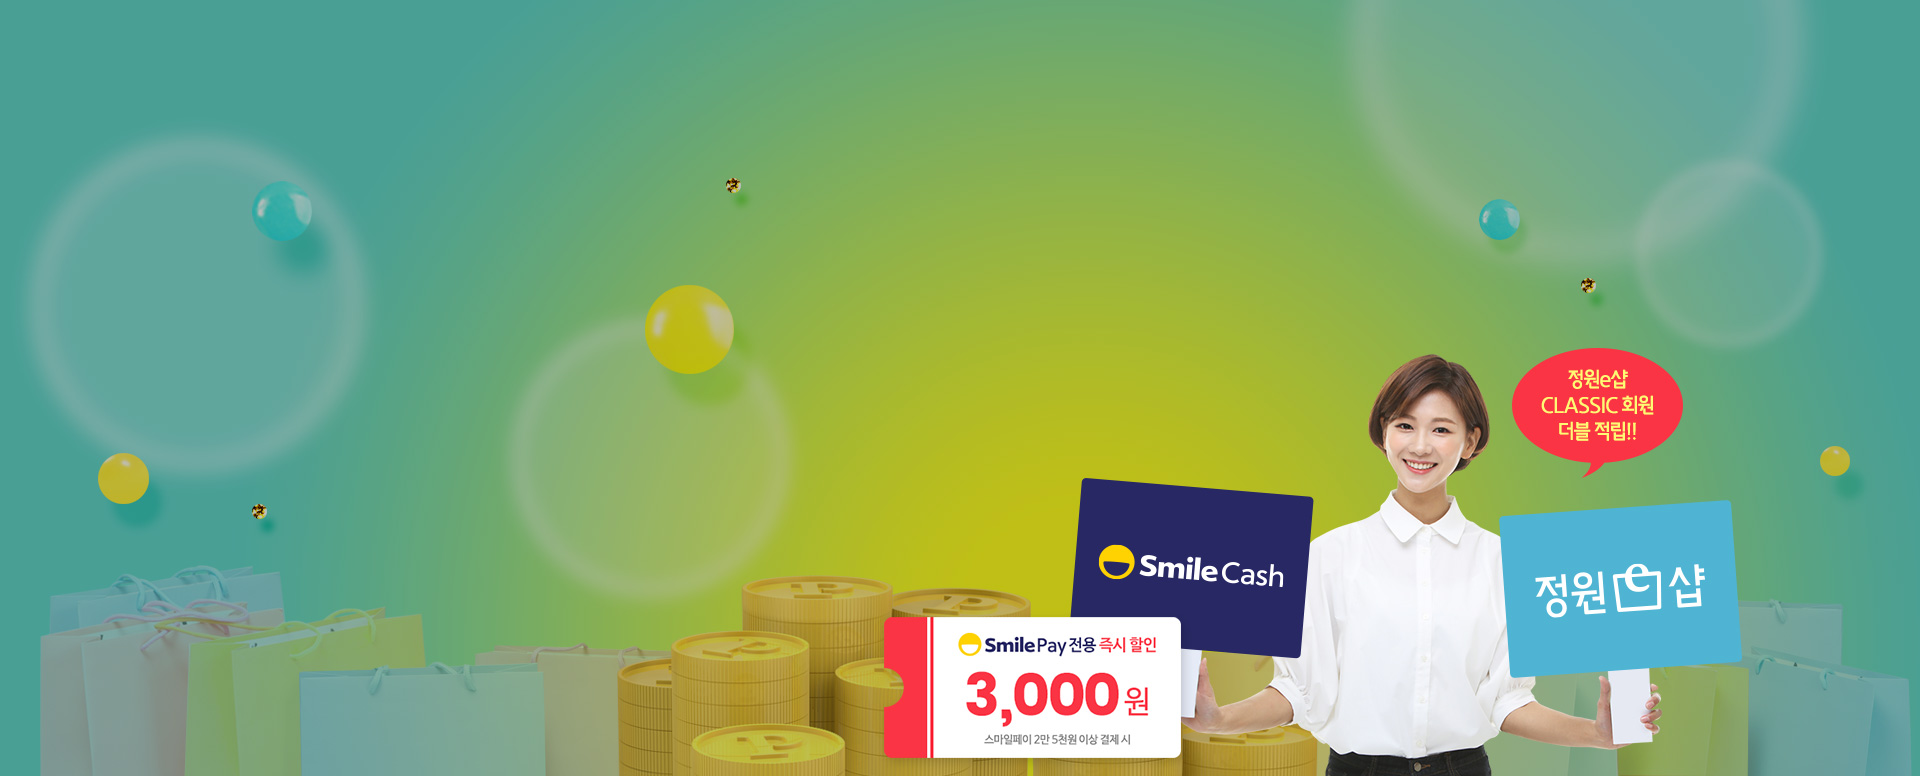 정원e샵
CLASSIC 회원
더블 적립!!
Smile Cash
정원e샵
SmilePay 전용 즉시 할인
3,000원
스마일페이 2만 5천원 이상 결제 시